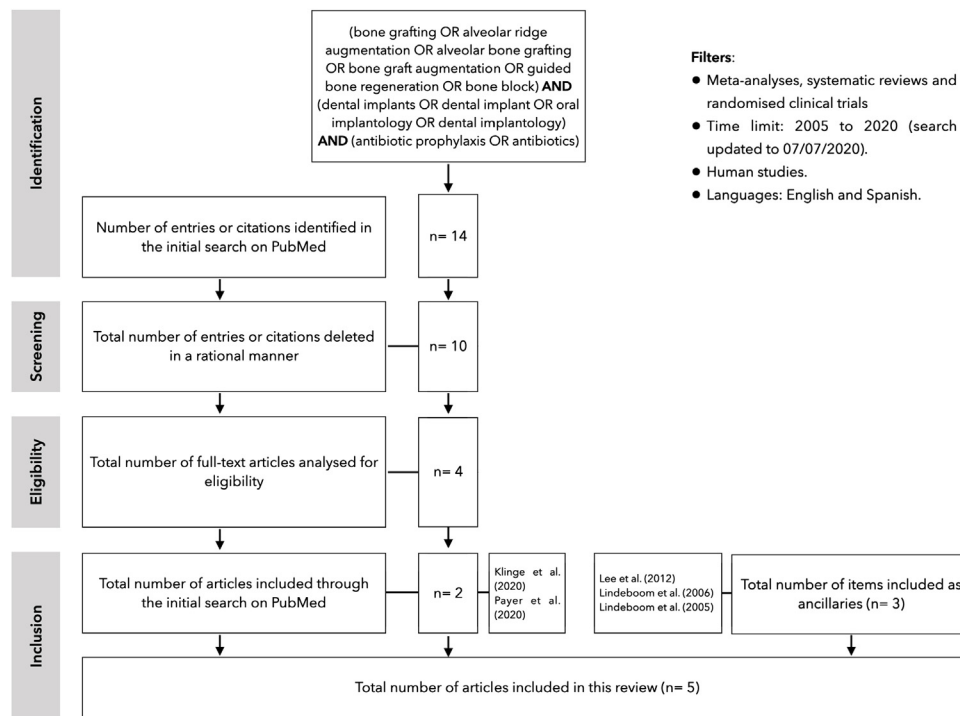 (bone grafting OR alveolar ridge
augmentation OR alveolar bone grafting
OR bone graft augmentation OR guided
bone regeneration OR bone block) AND
(dental implants OR dental implant OR oral
implantology OR dental implantology)
AND (antibiotic prophylaxis OR antibiotics)
Filters:
● Meta-analyses, systematic reviews and
randomised clinical trials
● Time limit: 2005 to 2020 (search
updated to 07/07/2020).
● Human studies.
● Languages: English and Spanish.
Identification
Number of entries or citations identified in
the initial search on PubMed
n= 14
Screening
Total number of entries or citations deleted
in a rational manner
n= 10
Eligibility
Total number of full-text articles analysed for
eligibility
n= 4
Inclusion
Total number of articles included through
the initial search on PubMed
n= 2
Klinge et al.
(2020)
Payer et al.
(2020)
Lee et al. (2012)
Lindeboom et al. (2006)
Lindeboom et al. (2005)
Total number of items included as
ancillaries (n= 3)
Total number of articles included in this review (n= 5)